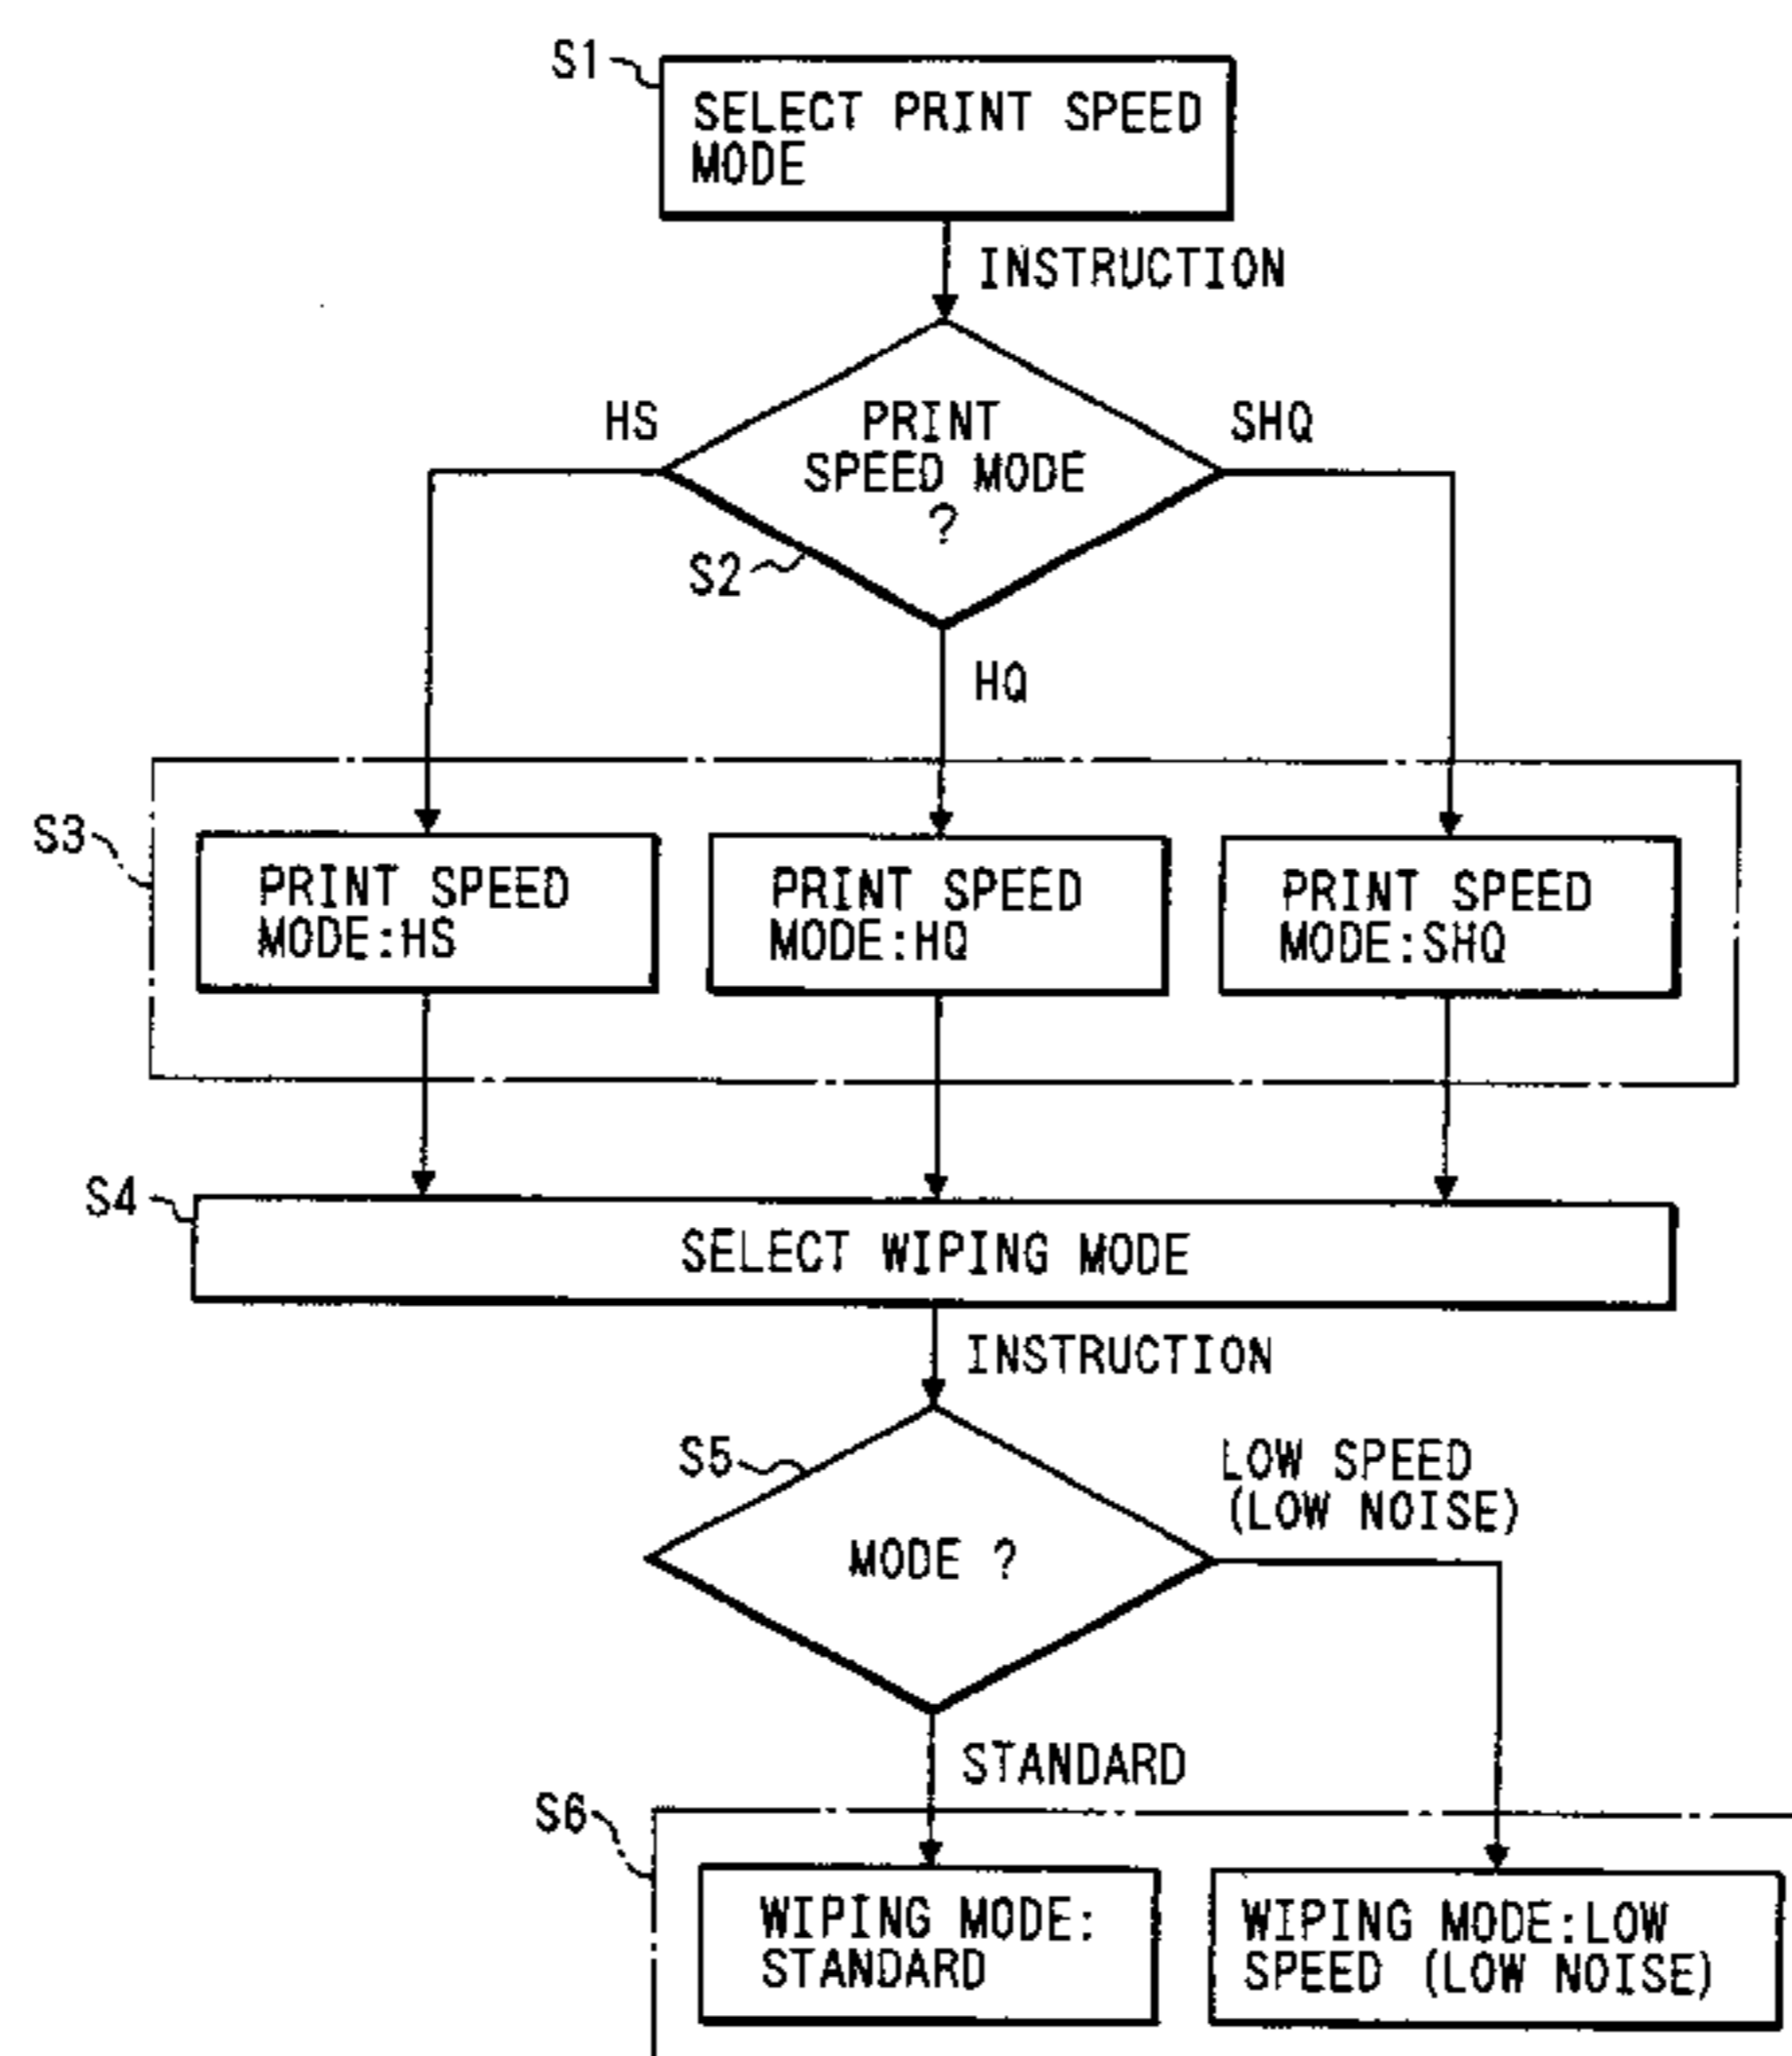 S1
SELECT PRINT SPEED
MODE
INSTRUCTION
HS
PRINT
SPEED MODE
?
SHQ
S2
HQ
S3
PRINT SPEED
MODE:HS
PRINT SPEED
MODE:HQ
PRINT SPEED
MODE:SHQ
S4
SELECT WIPING MODE
INSTRUCTION
S5
MODE ?
LOW SPEED
(LOW NOISE)
STANDARD
S6
WIPING MODE:
STANDARD
WIPING MODE:LOW
SPEED (LOW NOISE)